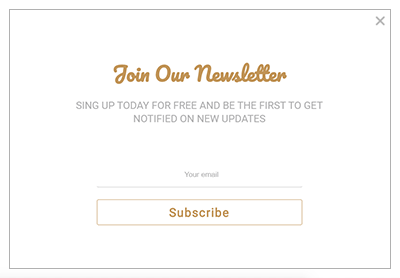 Join Our Newsletter
SING UP TODAY FOR FREE AND BE THE FIRST TO GET
NOTIFIED ON NEW UPDATES
Your email
Subscribe